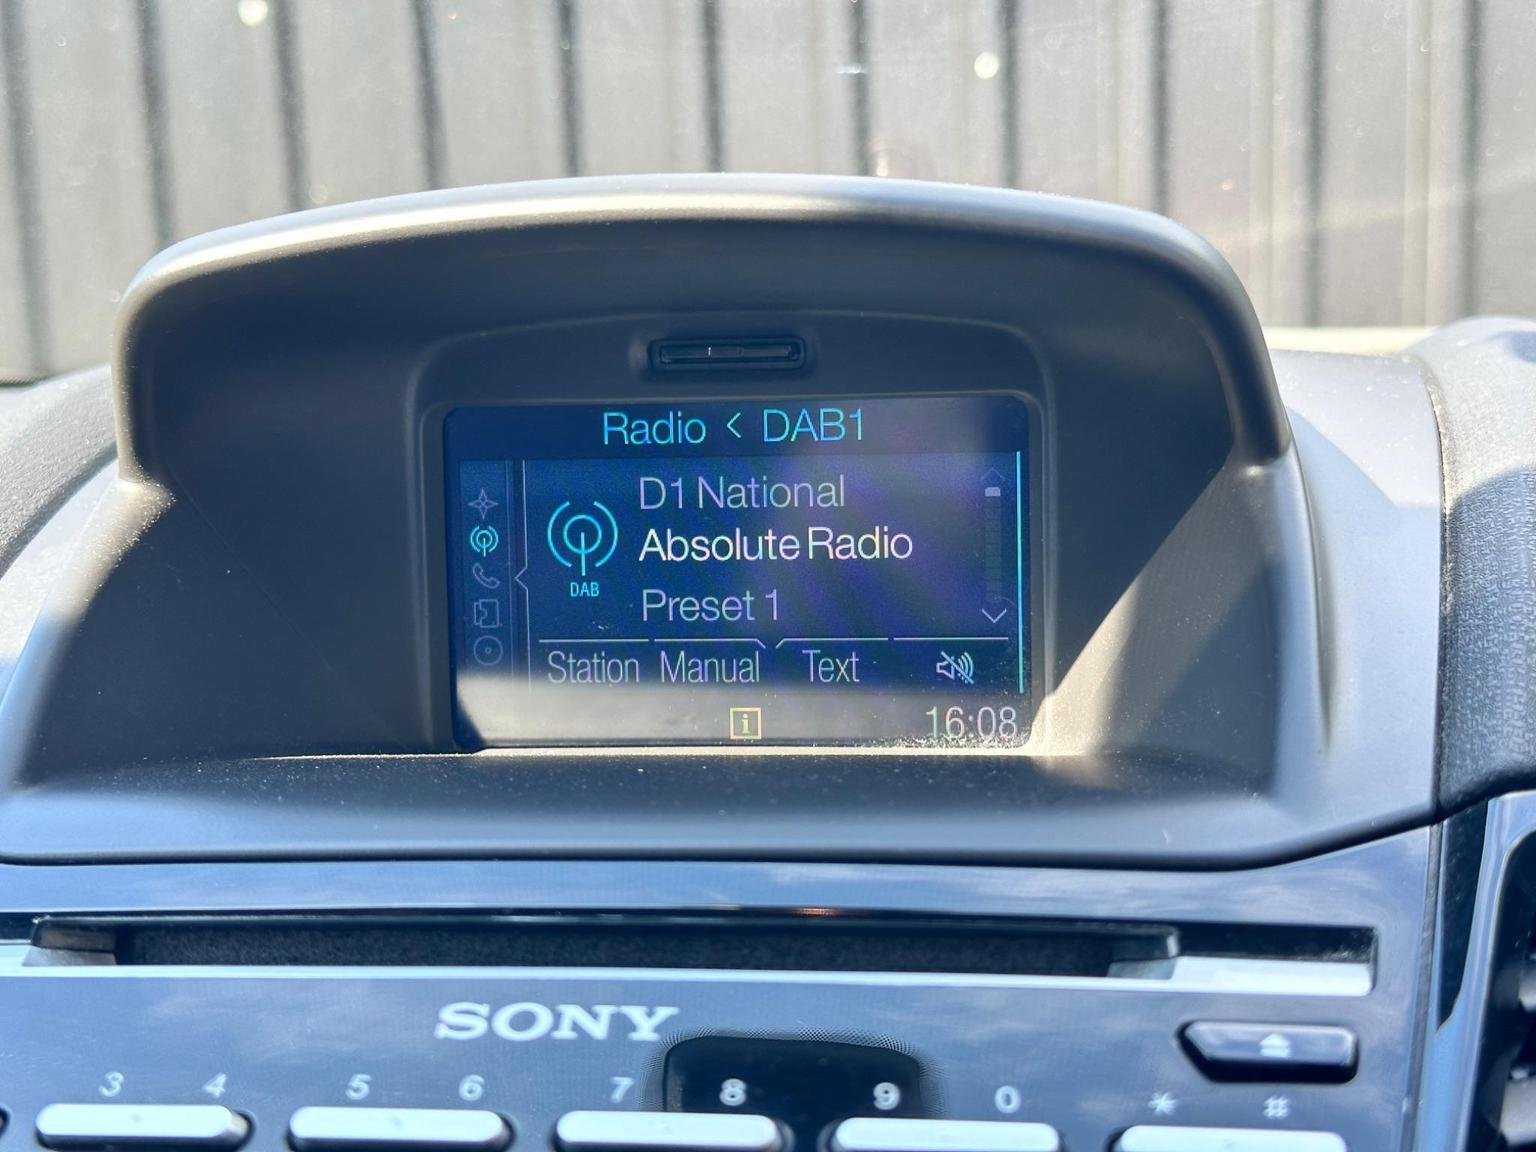 Radio < DAB1
D1 National
Absolute Radio
DAB
Preset 1
Station Manual Text
i 16:08
SONY
3 4 5 6 7 8 9 0 * #